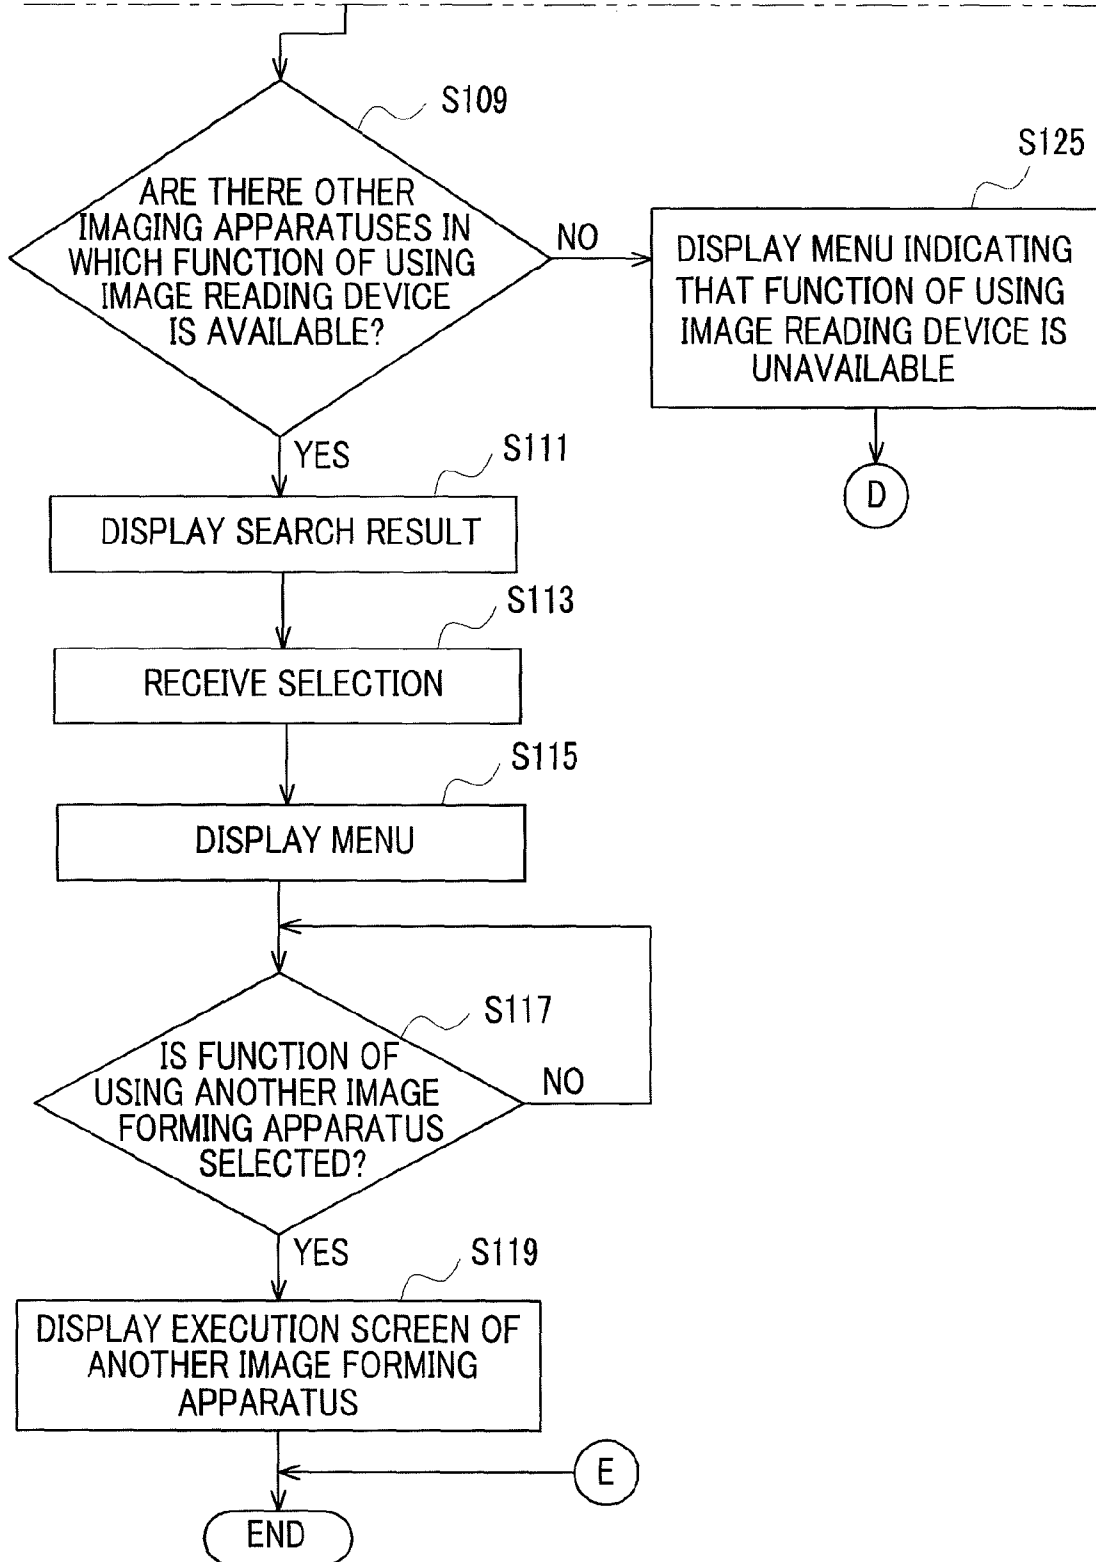 S109
ARE THERE OTHER
IMAGING APPARATUSES IN
WHICH FUNCTION OF USING
IMAGE READING DEVICE
IS AVAILABLE?
NO
S125
DISPLAY MENU INDICATING
THAT FUNCTION OF USING
IMAGE READING DEVICE IS
UNAVAILABLE
D
YES
S111
DISPLAY SEARCH RESULT
S113
RECEIVE SELECTION
S115
DISPLAY MENU
S117
IS FUNCTION OF
USING ANOTHER IMAGE
FORMING APPARATUS
SELECTED?
NO
YES
S119
DISPLAY EXECUTION SCREEN OF
ANOTHER IMAGE FORMING
APPARATUS
E
END